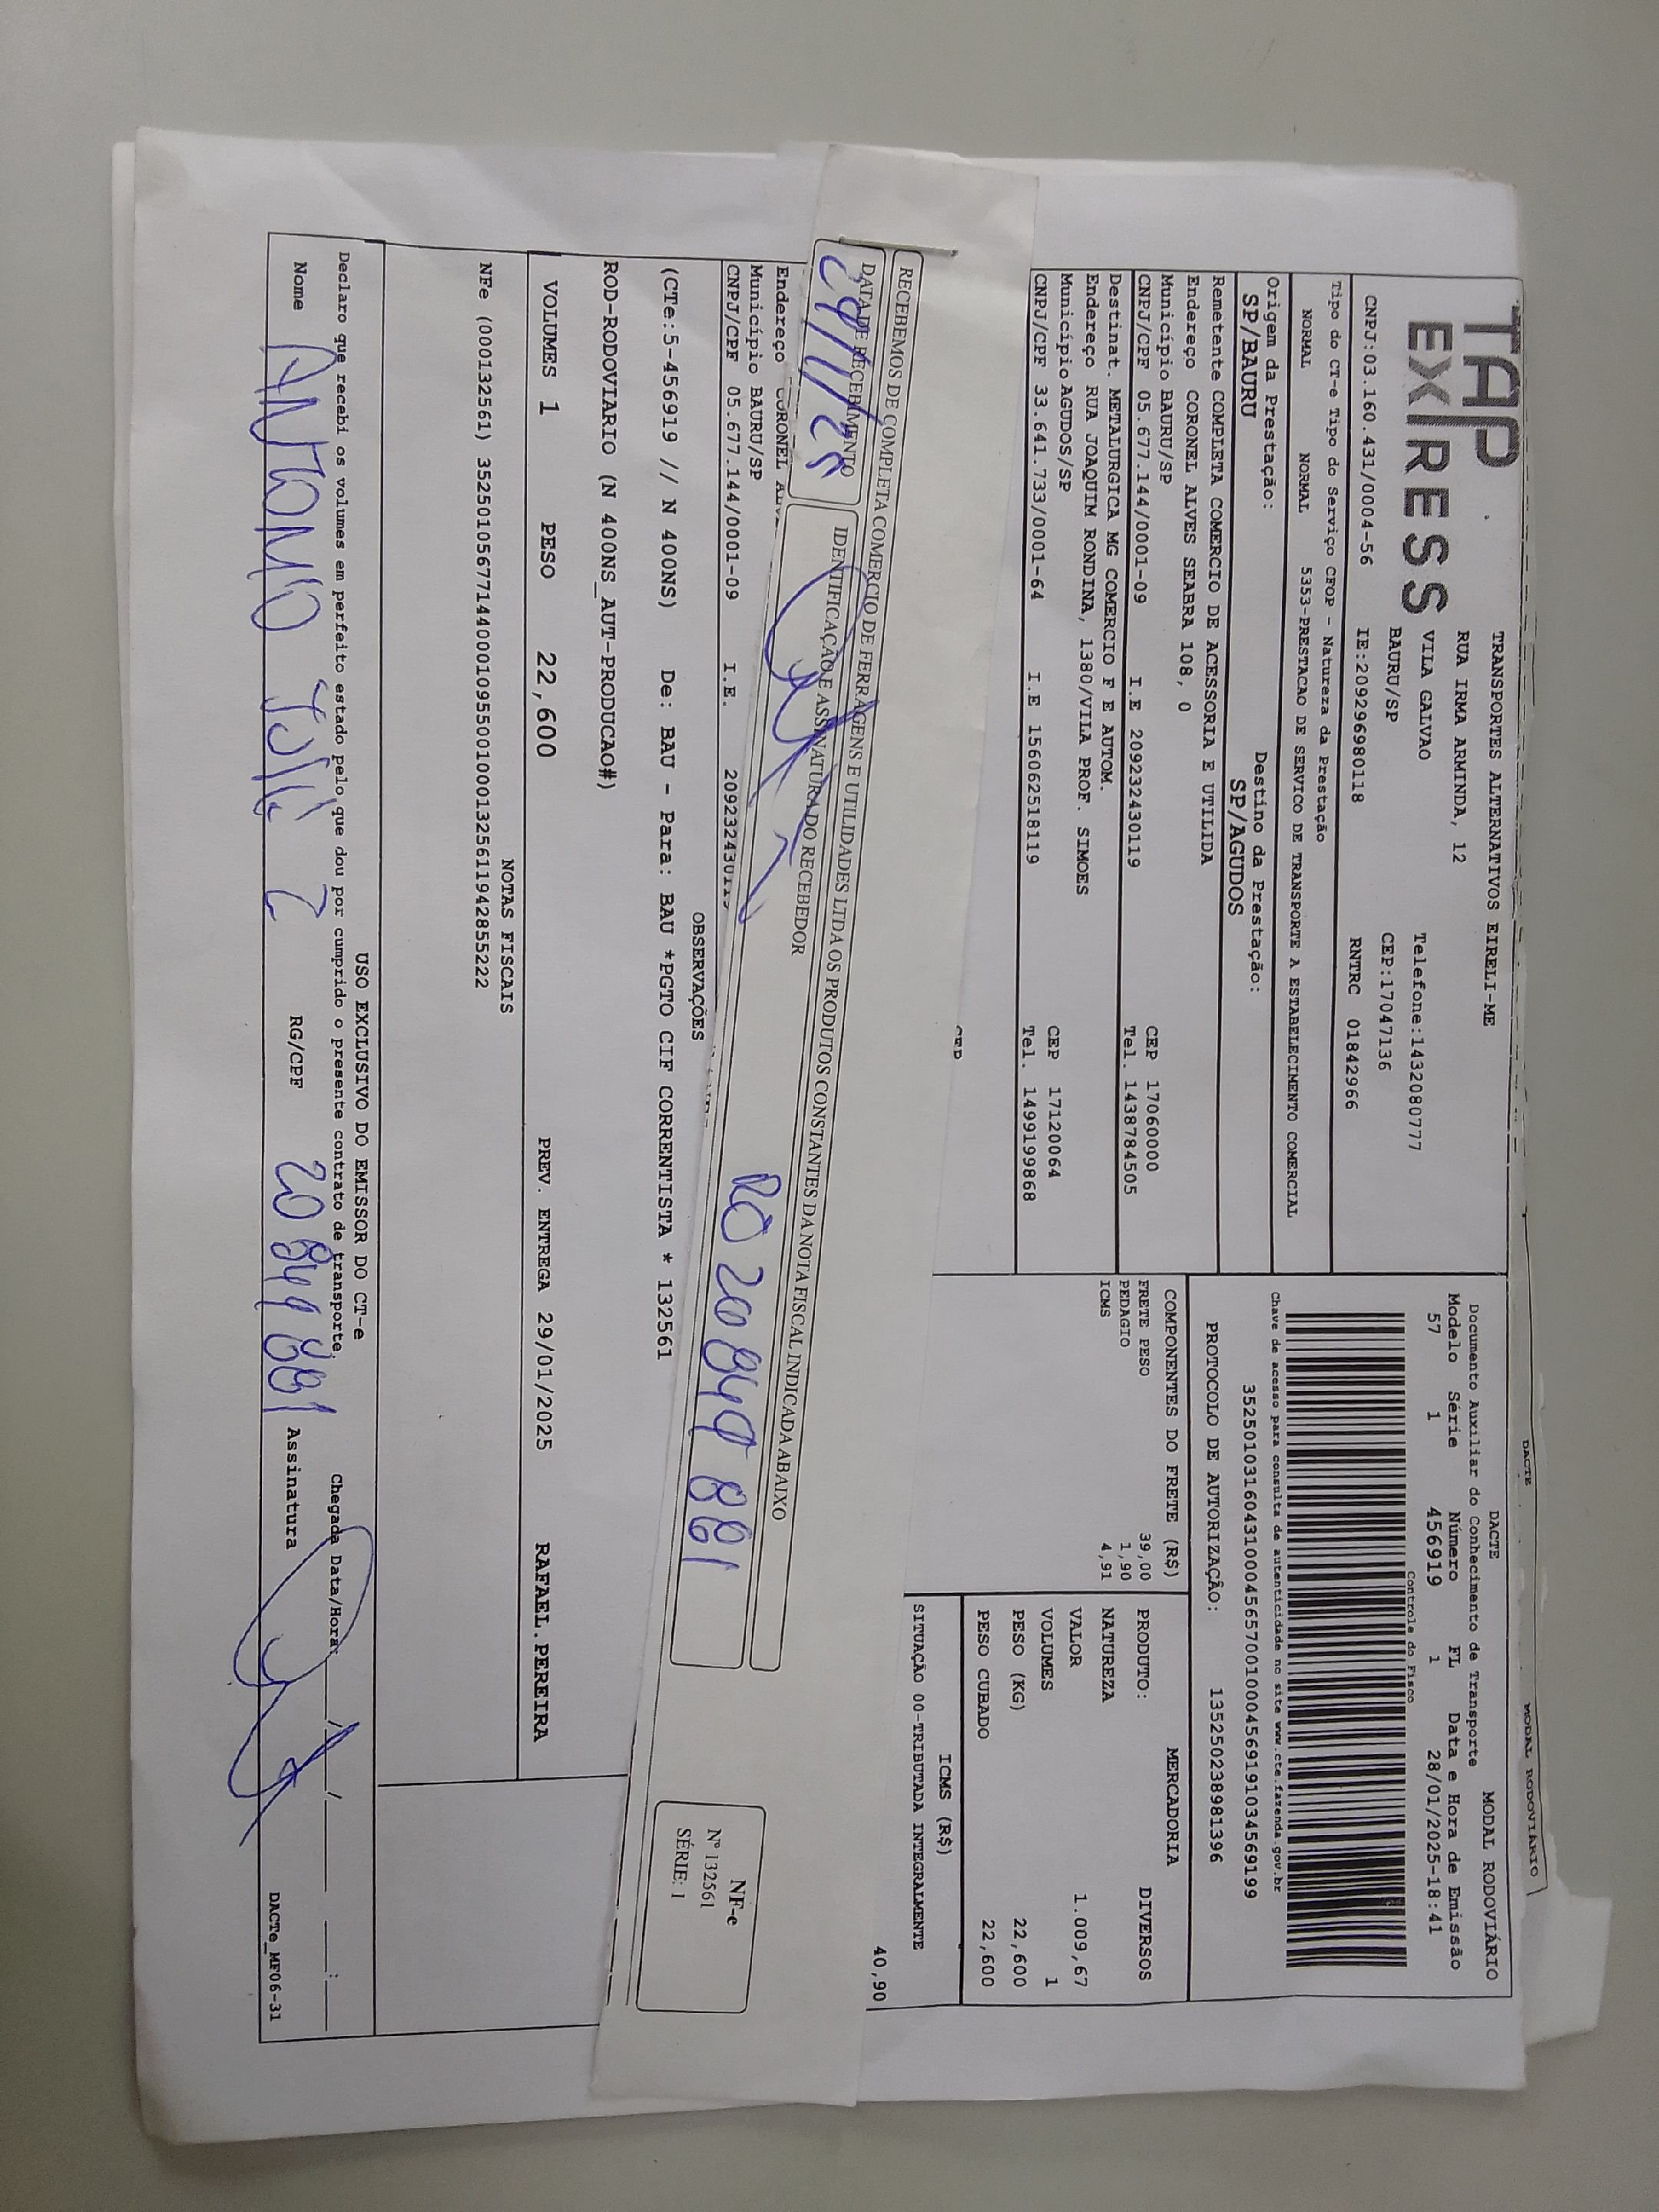 DACTE MODAL RODOVIÁRIO
TAP EXPRESS
TRANSPORTES ALTERNATIVOS EIRELI-ME
RUA IRMA ARMINDA, 12
VILA GALVAO Telefone:1432080777
BAURU/SP CEP:17047136
CNPJ:03.160.431/0004-56 IE:209296980118 RNTRC 01842966
Tipo do CT-e Tipo do Serviço CFOP - Natureza da Prestação
NORMAL NORMAL 5353-PRESTACAO DE SERVICO DE TRANSPORTE A ESTABELECIMENTO COMERCIAL
Origem da Prestação: Destino da Prestação:
SP/BAURU SP/AGUDOS
Remetente COMPLETA COMERCIO DE ACESSORIA E UTILIDA
Endereço CORONEL ALVES SEABRA 108, 0
Município BAURU/SP CEP 17060000
CNPJ/CPF 05.677.144/0001-09 I.E 209232430119 Tel. 1438784505
Destinat. METALURGICA MG COMERCIO F E AUTOM.
Endereço RUA JOAQUIM RONDINA, 1380/VILA PROF. SIMOES
Município AGUDOS/SP CEP 17120064
CNPJ/CPF 33.641.733/0001-64 I.E 156062518119 Tel. 1499199868
CEP
DACTE MODAL RODOVIÁRIO
Documento Auxiliar do Conhecimento de Transporte
Modelo Série Número FL Data e Hora de Emissão
57 1 456919 1 28/01/2025-18:41
Controle do Fisco
Chave de acesso para consulta de autenticidade no site www.cte.fazenda.gov.br
35250103160431000456570010004569191034569199
PROTOCOLO DE AUTORIZAÇÃO: 135250238981396
COMPONENTES DO FRETE (R$)
FRETE PESO 39,00
PEDAGIO 1,90
ICMS 4,91
MERCADORIA
PRODUTO: DIVERSOS
NATUREZA
VALOR 1.009,67
VOLUMES 1
PESO (KG) 22,600
PESO CUBADO 22,600
ICMS (R$)
SITUAÇÃO 00-TRIBUTADA INTEGRALMENTE
40,90
RECEBEMOS DE COMPLETA COMERCIO DE FERRAGENS E UTILIDADES LTDA OS PRODUTOS CONSTANTES DA NOTA FISCAL INDICADA ABAIXO
DATA DE RECEBIMENTO IDENTIFICAÇÃO E ASSINATURA DO RECEBEDOR
RO 20849881
NF-e
Nº 132561
SÉRIE: 1
Endereço CORONEL
Município BAURU/SP
CNPJ/CPF 05.677.144/0001-09 I.E. 209232430119
OBSERVAÇÕES
(CTe:5-456919 // N 400NS) De: BAU - Para: BAU *PGTO CIF CORRENTISTA * 132561
ROD-RODOVIARIO (N 400NS_AUT-PRODUCAO#)
VOLUMES 1 PESO 22,600 PREV. ENTREGA 29/01/2025 RAFAEL.PEREIRA
NOTAS FISCAIS
NFe (000132561) 35250105677144000109550010001325611942855222
USO EXCLUSIVO DO EMISSOR DO CT-e
Declaro que recebi os volumes em perfeito estado pelo que dou por cumprido o presente contrato de transporte. Chegada Data/Hora: __/__/__ __:__
Nome ANTONIO RG/CPF 20849881 Assinatura
DACTe_MF06-31